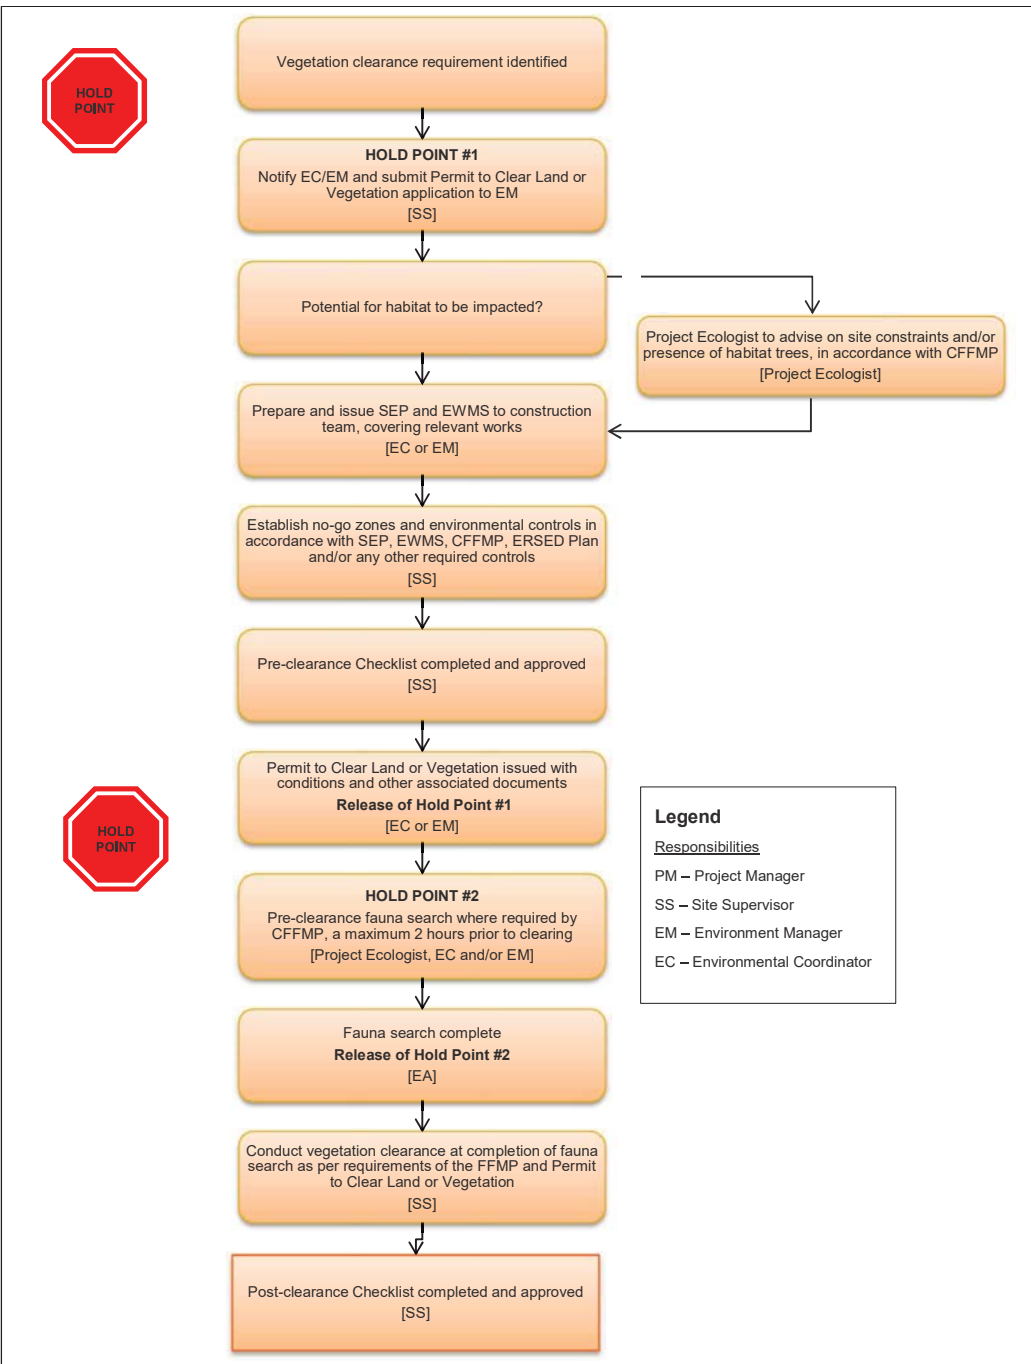 HOLD
POINT
Vegetation clearance requirement identified
HOLD POINT #1
Notify EC/EM and submit Permit to Clear Land or
Vegetation application to EM
[SS]
Potential for habitat to be impacted?
Project Ecologist to advise on site constraints and/or
presence of habitat trees, in accordance with CFFMP
[Project Ecologist]
Prepare and issue SEP and EWMS to construction
team, covering relevant works
[EC or EM]
Establish no-go zones and environmental controls in
accordance with SEP, EWMS, CFFMP, ERSED Plan
and/or any other required controls
[SS]
Pre-clearance Checklist completed and approved
[SS]
Permit to Clear Land or Vegetation issued with
conditions and other associated documents
Release of Hold Point #1
[EC or EM]
HOLD
POINT
HOLD POINT #2
Pre-clearance fauna search where required by
CFFMP, a maximum 2 hours prior to clearing
[Project Ecologist, EC and/or EM]
Legend
Responsibilities
PM – Project Manager
SS – Site Supervisor
EM – Environment Manager
EC – Environmental Coordinator
Fauna search complete
Release of Hold Point #2
[EA]
Conduct vegetation clearance at completion of fauna
search as per requirements of the FFMP and Permit
to Clear Land or Vegetation
[SS]
Post-clearance Checklist completed and approved
[SS]